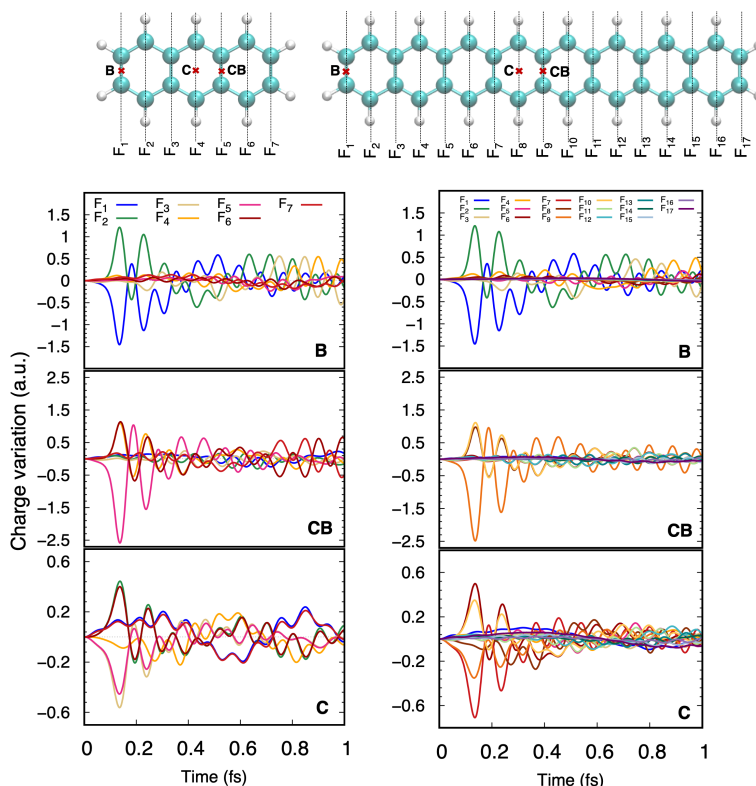 B C CB B C CB
F₁ F₂ F₃ F₄ F₅ F₆ F₇ F₁ F₂ F₃ F₄ F₅ F₆ F₇ F₈ F₉ F₁₀ F₁₁ F₁₂ F₁₃ F₁₄ F₁₅ F₁₆ F₁₇
F₁ F₃ F₅ F₇
F₂ F₄ F₆
1.5
1
0.5
0
−0.5
−1
−1.5
B
F₁ F₄ F₇ F₁₀ F₁₃ F₁₆
F₂ F₅ F₈ F₁₁ F₁₄ F₁₇
F₃ F₆ F₉ F₁₂ F₁₅
1.5
1
0.5
0
−0.5
−1
−1.5
B
Charge variation (a.u.)
2.5
1.5
0.5
−0.5
−1.5
−2.5
CB
2.5
1.5
0.5
−0.5
−1.5
−2.5
CB
0.6
0.2
−0.2
−0.6
C
0 0.2 0.4 0.6 0.8 1
Time (fs)
0.6
0.2
−0.2
−0.6
C
0 0.2 0.4 0.6 0.8 1
Time (fs)